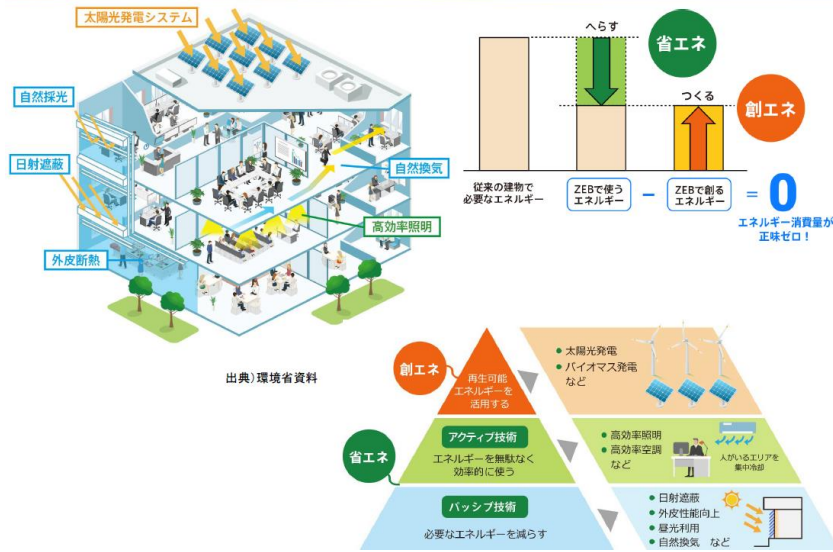 太陽光発電システム
自然採光
日射遮蔽
自然換気
高効率照明
外皮断熱
出典）環境省資料
へらす
省エネ
つくる
創エネ
従来の建物で
必要なエネルギー
ZEBで使う
エネルギー
−
ZEBで創る
エネルギー
= 0
エネルギー消費量が
正味ゼロ！
創エネ
再生可能
エネルギーを
活用する
● 太陽光発電
● バイオマス発電
など
省エネ
アクティブ技術
エネルギーを無駄なく
効率的に使う
● 高効率照明
● 高効率空調
など
人がいるエリアを
集中冷却
パッシブ技術
必要なエネルギーを減らす
● 日射遮蔽
● 外皮性能向上
● 昼光利用
● 自然換気 など